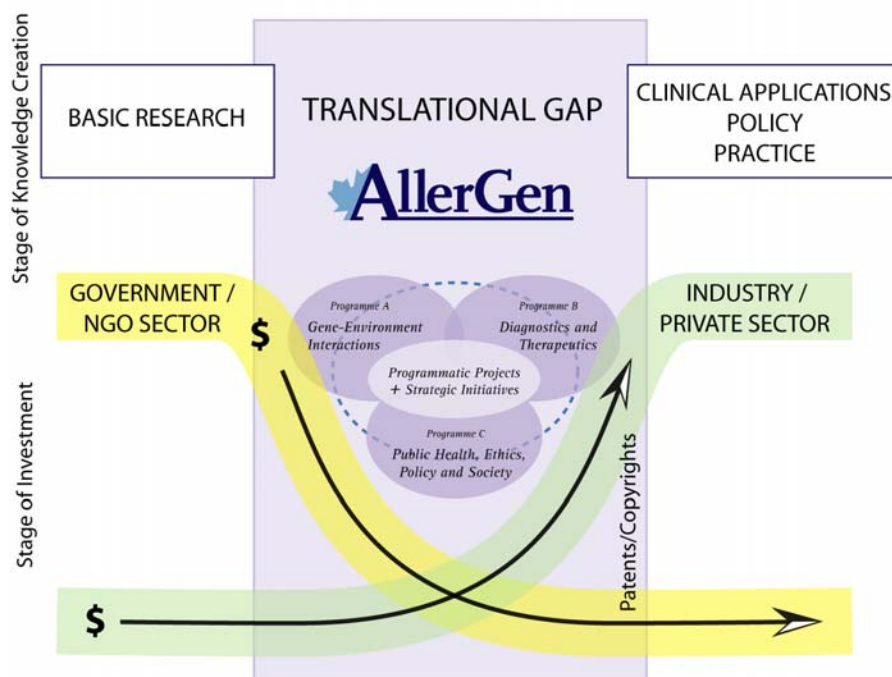 Stage of Knowledge Creation
BASIC RESEARCH
TRANSLATIONAL GAP
CLINICAL APPLICATIONS
POLICY
PRACTICE
AllerGen
Stage of Investment
GOVERNMENT /
NGO SECTOR
$
Programme A
Gene-Environment
Interactions
Programme B
Diagnostics and
Therapeutics
Programmatic Projects
+ Strategic Initiatives
Programme C
Public Health, Ethics,
Policy and Society
INDUSTRY /
PRIVATE SECTOR
Patents/Copyrights
$